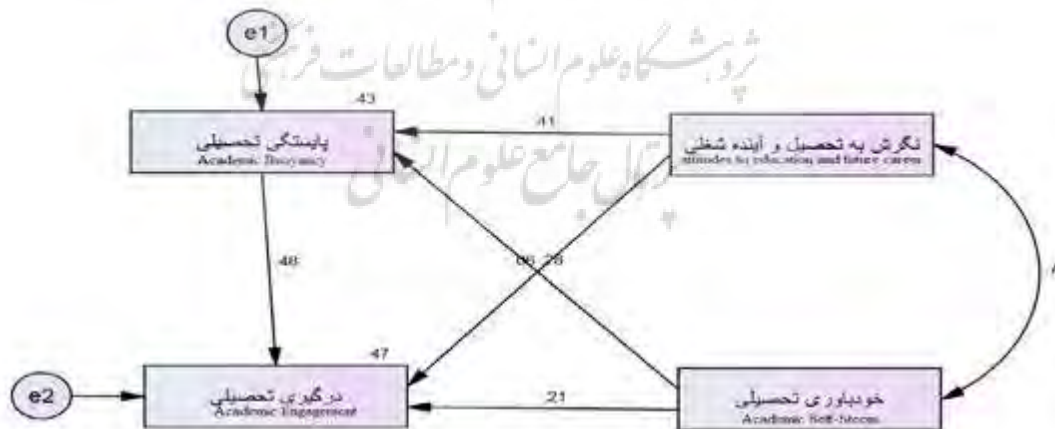 e1
پژوهشگاه علوم انسانی و مطالعات فرهنگی
.43
پایستگی تحصیلی
Academic Buoyancy
.41
نگرش به تحصیل و آینده شغلی
attitudes to education and future career
پرتال جامع علوم انسانی
.28
.47
e2
درگیری تحصیلی
Academic Engagement
.21
خودباوری تحصیلی
Academic Self-Steem